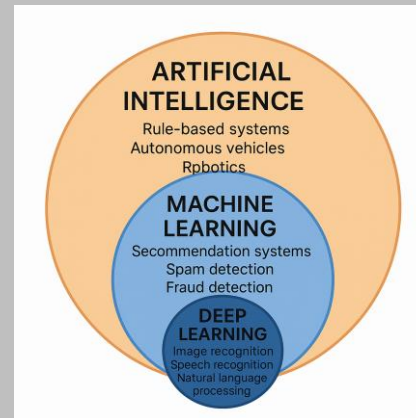 ARTIFICIAL
INTELLIGENCE
Rule-based systems
Autonomous vehicles
Rpbotics
MACHINE
LEARNING
Secommendation systems
Spam detection
Fraud detection
DEEP
LEARNING
Image recognition
Speech recognition
Natural language
processing